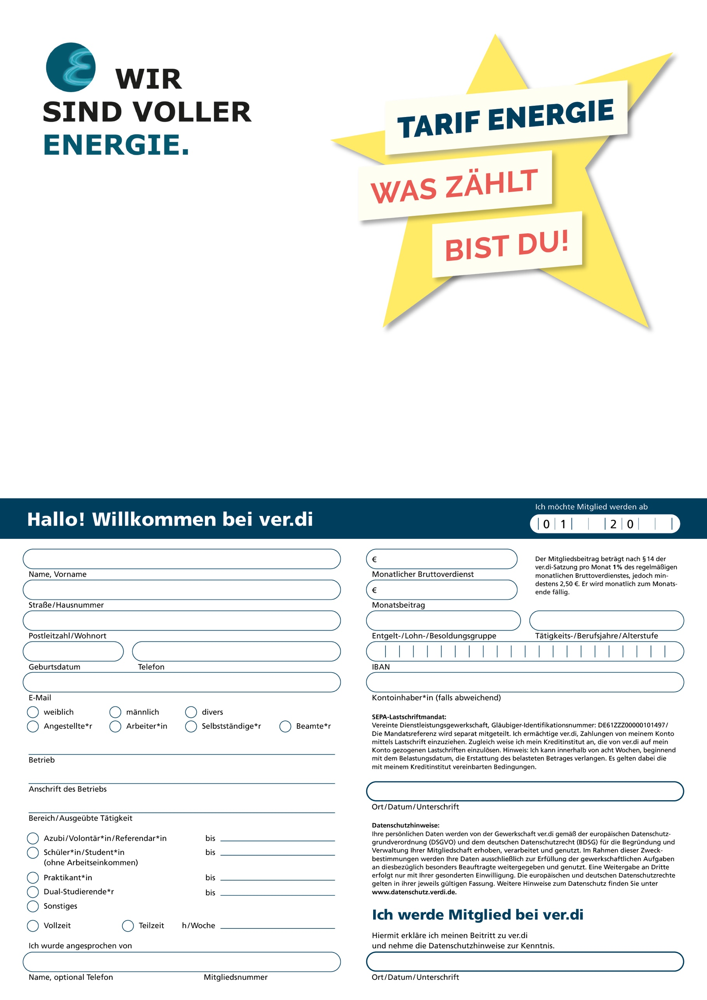 WIR
SIND VOLLER
ENERGIE.
TARIF ENERGIE
WAS ZÄHLT
BIST DU!
Hallo! Willkommen bei ver.di
Ich möchte Mitglied werden ab
0 1 2 0
Name, Vorname
Straße/Hausnummer
Postleitzahl/Wohnort
Geburtsdatum Telefon
E-Mail
weiblich männlich divers
Angestellte*r Arbeiter*in Selbstständige*r Beamte*r
Betrieb
Anschrift des Betriebs
Bereich/Ausgeübte Tätigkeit
Azubi/Volontär*in/Referendar*in bis
Schüler*in/Student*in bis
(ohne Arbeitseinkommen)
Praktikant*in bis
Dual-Studierende*r bis
Sonstiges
Vollzeit Teilzeit h/Woche
Ich wurde angesprochen von
Name, optional Telefon Mitgliedsnummer
€
Monatlicher Bruttoverdienst
€
Monatsbeitrag
Der Mitgliedsbeitrag beträgt nach § 14 der
ver.di-Satzung pro Monat 1% des regelmäßigen
monatlichen Bruttoverdienstes, jedoch min-
destens 2,50 €. Er wird monatlich zum Monats-
ende fällig.
Entgelt-/Lohn-/Besoldungsgruppe Tätigkeits-/Berufsjahre/Alterstufe
IBAN
Kontoinhaber*in (falls abweichend)
SEPA-Lastschriftmandat:
Vereinte Dienstleistungsgewerkschaft, Gläubiger-Identifikationsnummer: DE61ZZZ00000101497/
Die Mandatsreferenz wird separat mitgeteilt. Ich ermächtige ver.di, Zahlungen von meinem Konto
mittels Lastschrift einzuziehen. Zugleich weise ich mein Kreditinstitut an, die von ver.di auf mein
Konto gezogenen Lastschriften einzulösen. Hinweis: Ich kann innerhalb von acht Wochen, beginnend
mit dem Belastungsdatum, die Erstattung des belasteten Betrages verlangen. Es gelten dabei die
mit meinem Kreditinstitut vereinbarten Bedingungen.
Ort/Datum/Unterschrift
Datenschutzhinweise:
Ihre persönlichen Daten werden von der Gewerkschaft ver.di gemäß der europäischen Datenschutz-
grundverordnung (DSGVO) und dem deutschen Datenschutzrecht (BDSG) für die Begründung und
Verwaltung Ihrer Mitgliedschaft erhoben, verarbeitet und genutzt. Im Rahmen dieser Zweck-
bestimmungen werden Ihre Daten ausschließlich zur Erfüllung der gewerkschaftlichen Aufgaben
an diesbezüglich besonders Beauftragte weitergegeben und genutzt. Eine Weitergabe an Dritte
erfolgt nur mit Ihrer gesonderten Einwilligung. Die europäischen und deutschen Datenschutzrechte
gelten in ihrer jeweils gültigen Fassung. Weitere Hinweise zum Datenschutz finden Sie unter
www.datenschutz.verdi.de.
Ich werde Mitglied bei ver.di
Hiermit erkläre ich meinen Beitritt zu ver.di
und nehme die Datenschutzhinweise zur Kenntnis.
Ort/Datum/Unterschrift